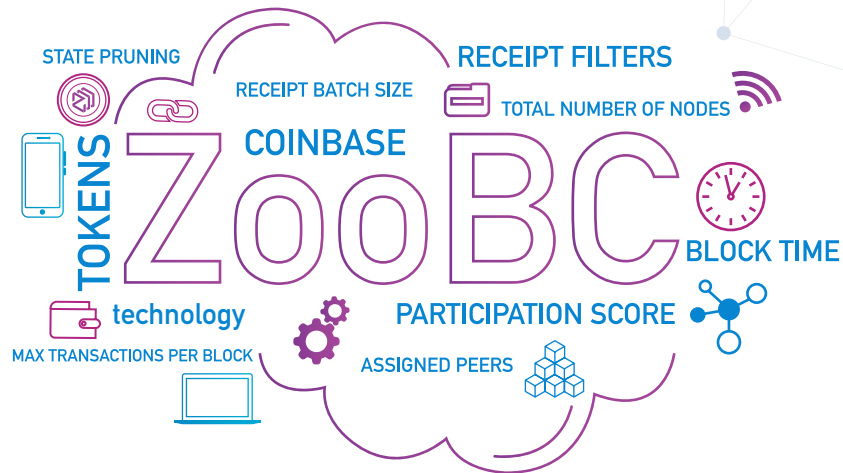 STATE PRUNING
RECEIPT FILTERS
RECEIPT BATCH SIZE
TOTAL NUMBER OF NODES
COINBASE
TOKENS
ZooBC
BLOCK TIME
technology
PARTICIPATION SCORE
MAX TRANSACTIONS PER BLOCK
ASSIGNED PEERS